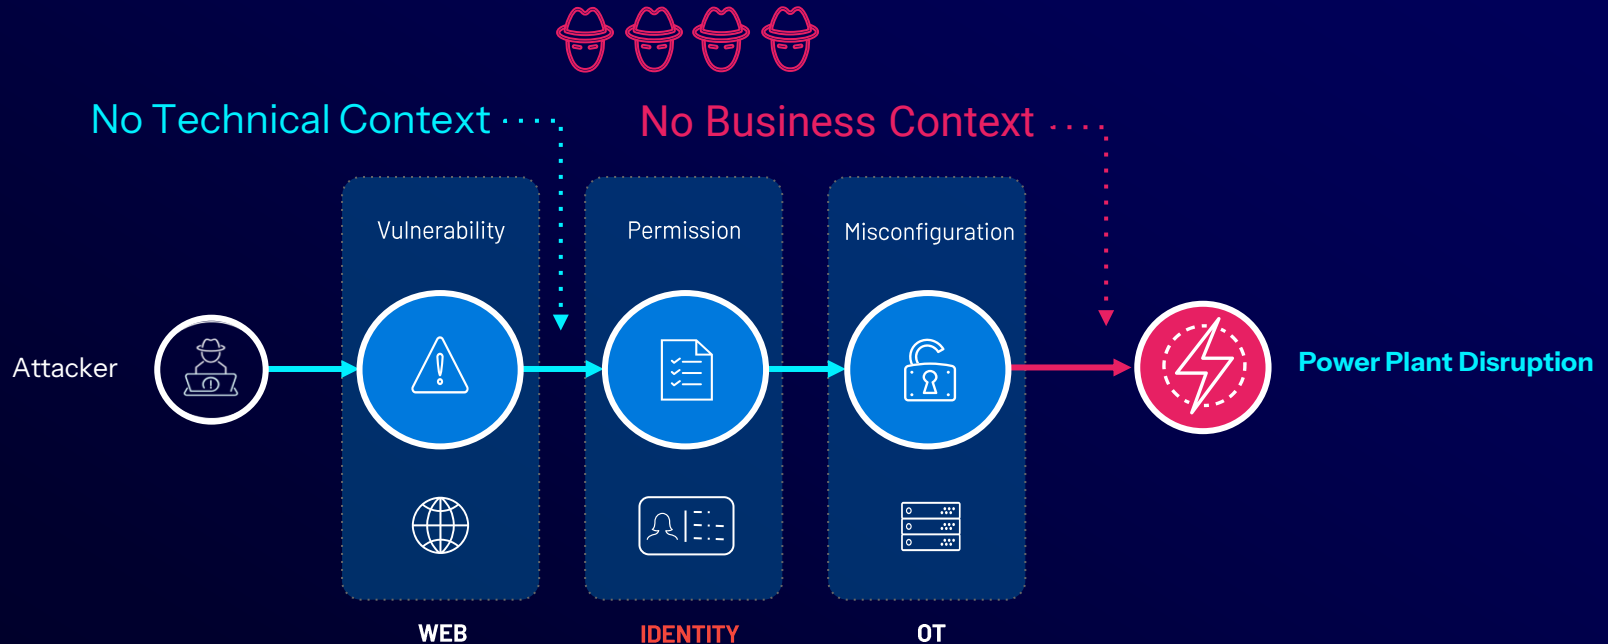 No Technical Context
No Business Context
Vulnerability
Permission
Misconfiguration
Attacker
Power Plant Disruption
WEB
IDENTITY
OT